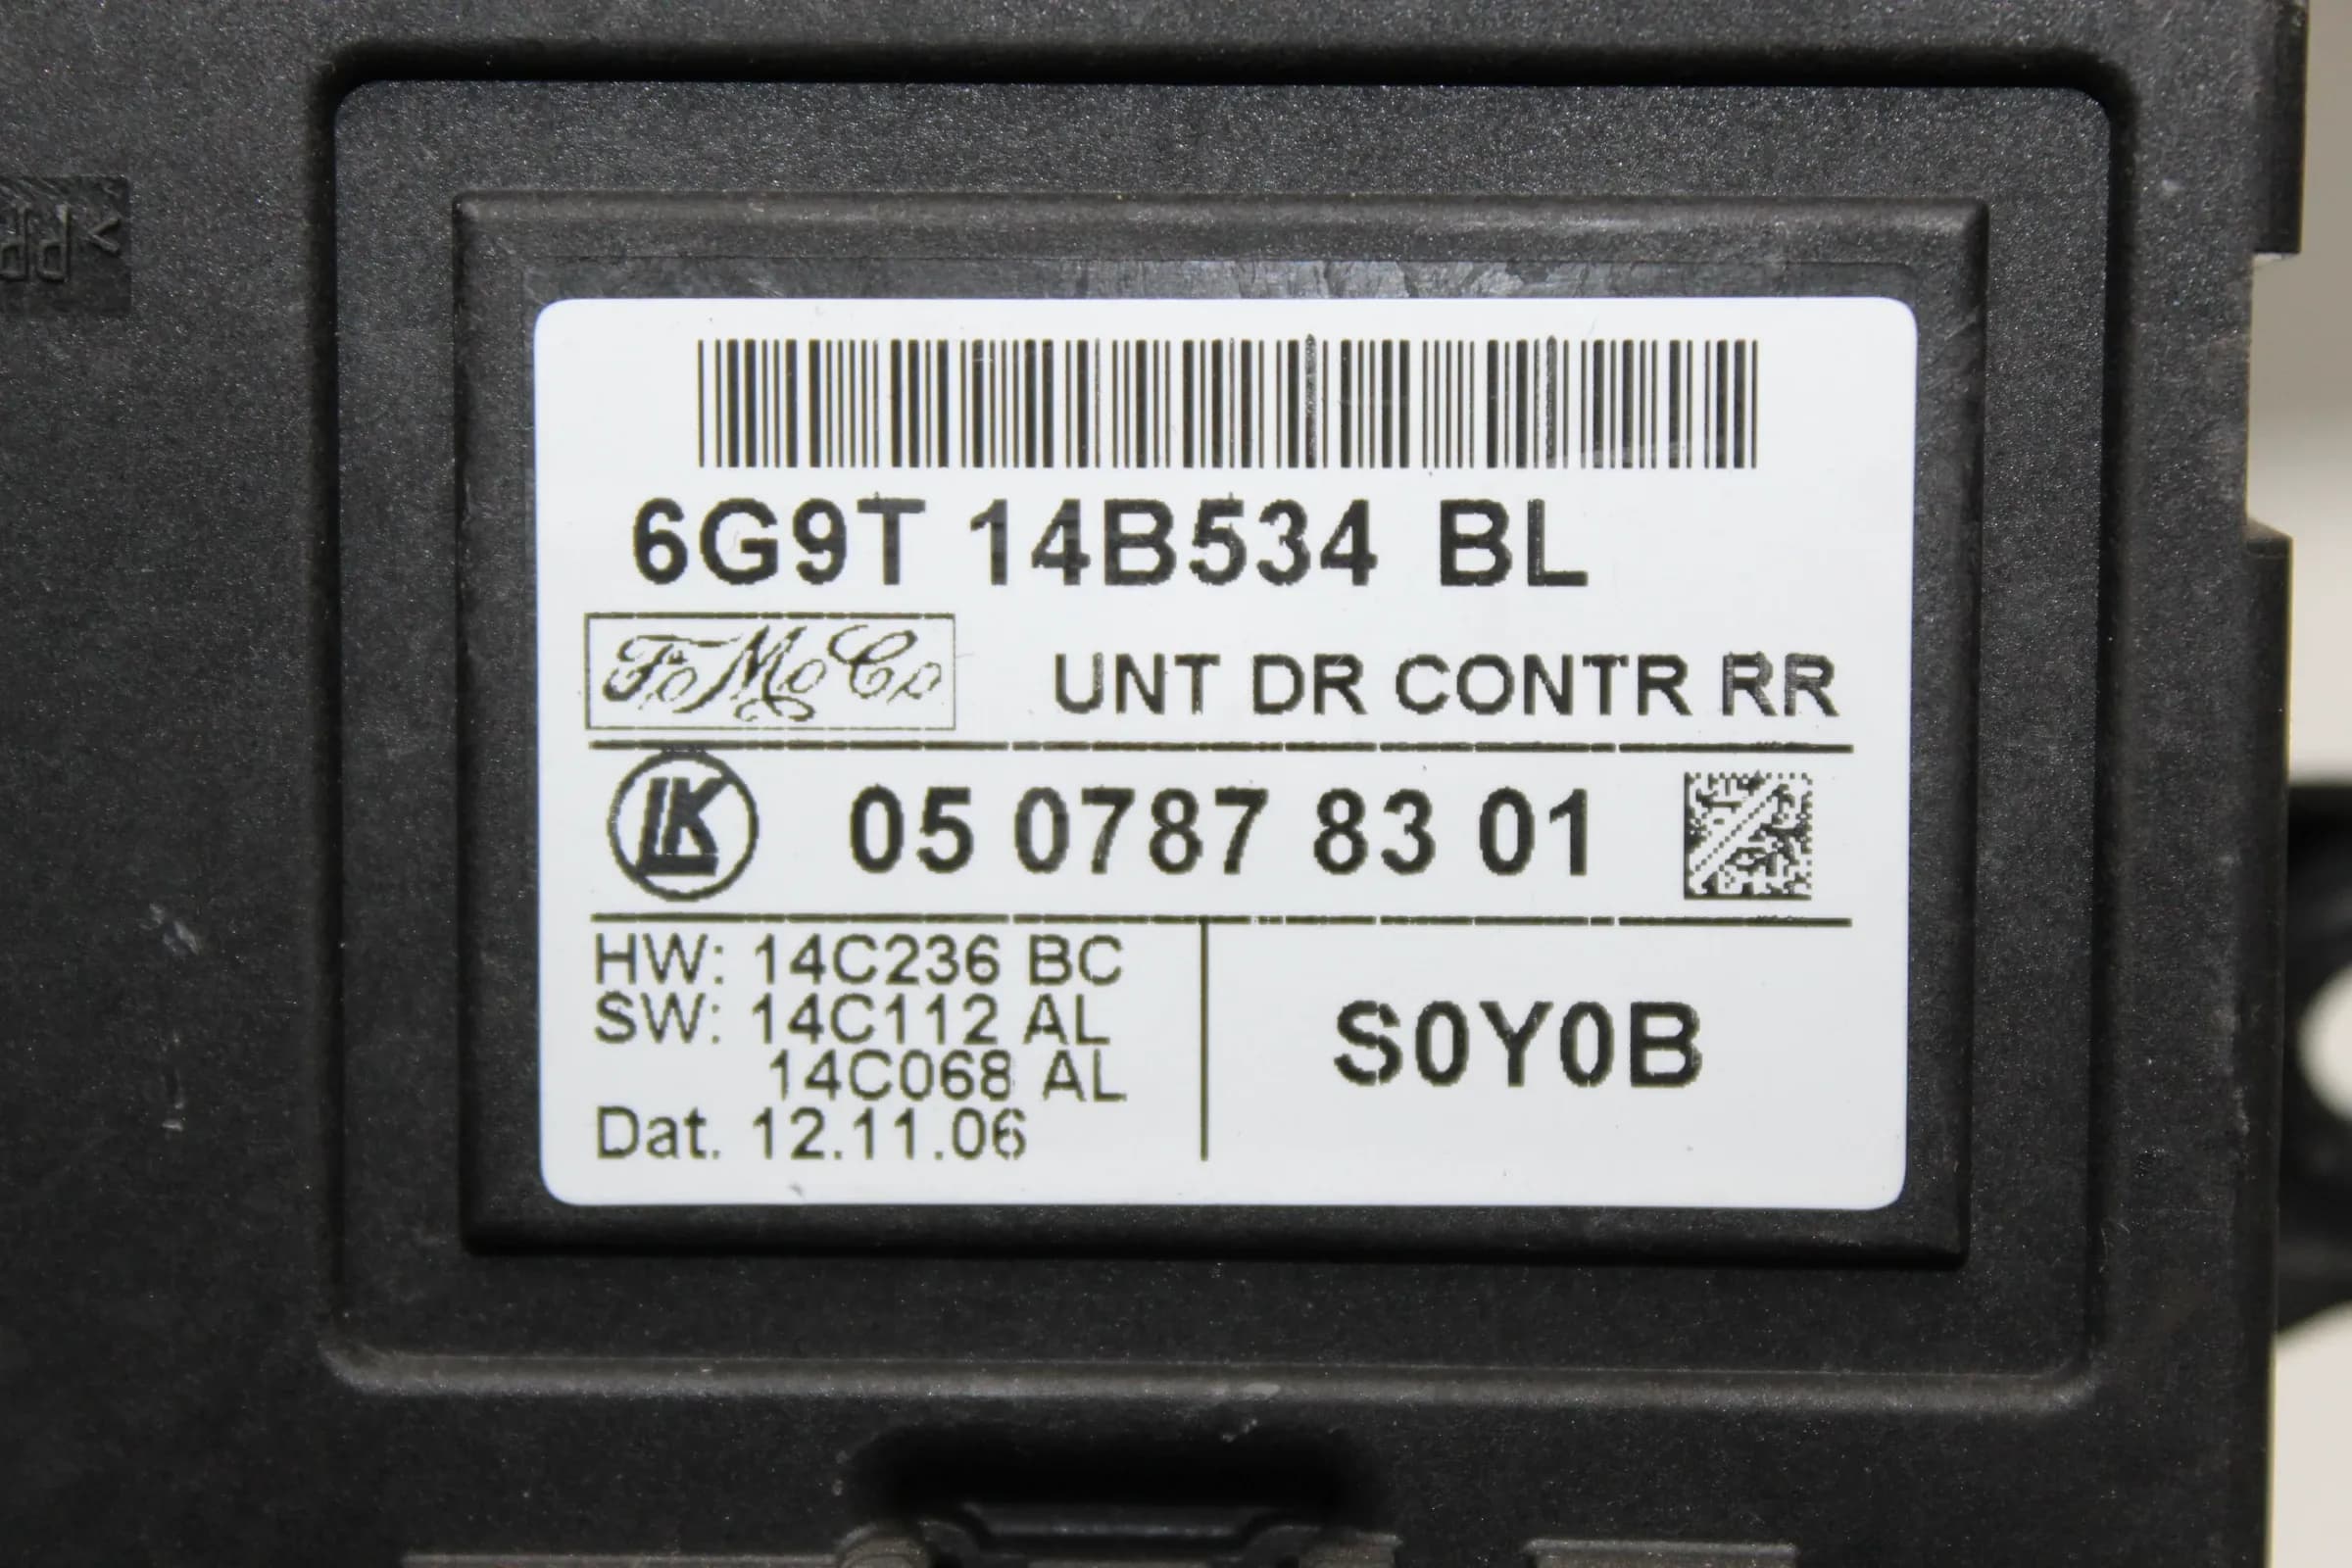 6G9T 14B534 BL
FoMoCo
UNT DR CONTR RR
LK
05 0787 83 01
HW: 14C236 BC
SW: 14C112 AL
14C068 AL
Dat. 12.11.06
S0Y0B